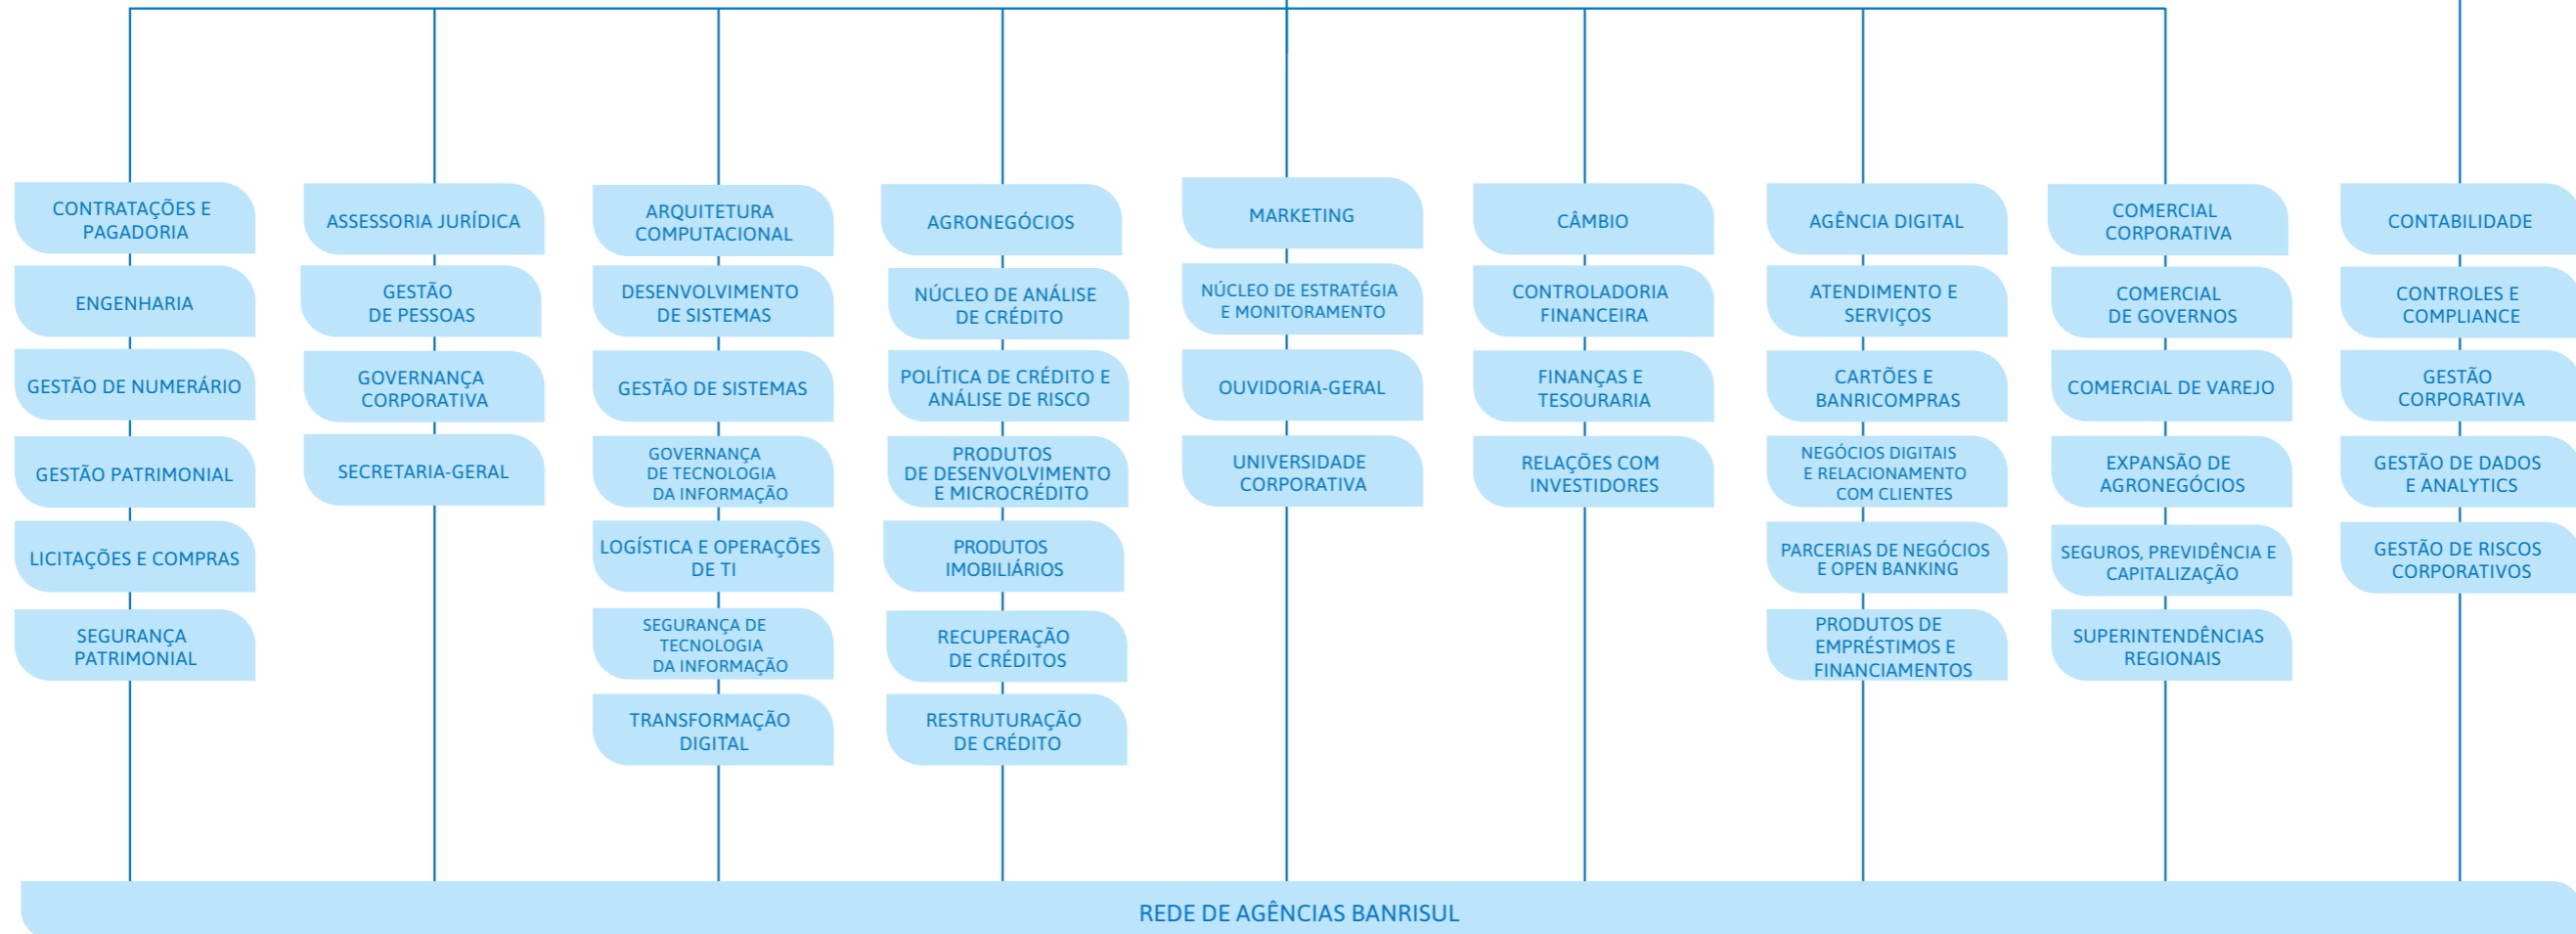 CONTRATAÇÕES E
PAGADORIA
ENGENHARIA
GESTÃO DE NUMERÁRIO
GESTÃO PATRIMONIAL
LICITAÇÕES E COMPRAS
SEGURANÇA
PATRIMONIAL
ASSESSORIA JURÍDICA
GESTÃO
DE PESSOAS
GOVERNANÇA
CORPORATIVA
SECRETARIA-GERAL
ARQUITETURA
COMPUTACIONAL
DESENVOLVIMENTO
DE SISTEMAS
GESTÃO DE SISTEMAS
GOVERNANÇA
DE TECNOLOGIA
DA INFORMAÇÃO
LOGÍSTICA E OPERAÇÕES
DE TI
SEGURANÇA DE
TECNOLOGIA
DA INFORMAÇÃO
TRANSFORMAÇÃO
DIGITAL
AGRONEGÓCIOS
NÚCLEO DE ANÁLISE
DE CRÉDITO
POLÍTICA DE CRÉDITO E
ANÁLISE DE RISCO
PRODUTOS
DE DESENVOLVIMENTO
E MICROCRÉDITO
PRODUTOS
IMOBILIÁRIOS
RECUPERAÇÃO
DE CRÉDITOS
RESTRUTURAÇÃO
DE CRÉDITO
MARKETING
NÚCLEO DE ESTRATÉGIA
E MONITORAMENTO
OUVIDORIA-GERAL
UNIVERSIDADE
CORPORATIVA
CÂMBIO
CONTROLADORIA
FINANCEIRA
FINANÇAS E
TESOURARIA
RELAÇÕES COM
INVESTIDORES
AGÊNCIA DIGITAL
ATENDIMENTO E
SERVIÇOS
CARTÕES E
BANRICOMPRAS
NEGÓCIOS DIGITAIS
E RELACIONAMENTO
COM CLIENTES
PARCERIAS DE NEGÓCIOS
E OPEN BANKING
PRODUTOS DE
EMPRÉSTIMOS E
FINANCIAMENTOS
COMERCIAL
CORPORATIVA
COMERCIAL
DE GOVERNOS
COMERCIAL DE VAREJO
EXPANSÃO DE
AGRONEGÓCIOS
SEGUROS, PREVIDÊNCIA E
CAPITALIZAÇÃO
SUPERINTENDÊNCIAS
REGIONAIS
CONTABILIDADE
CONTROLES E
COMPLIANCE
GESTÃO
CORPORATIVA
GESTÃO DE DADOS
E ANALYTICS
GESTÃO DE RISCOS
CORPORATIVOS
REDE DE AGÊNCIAS BANRISUL